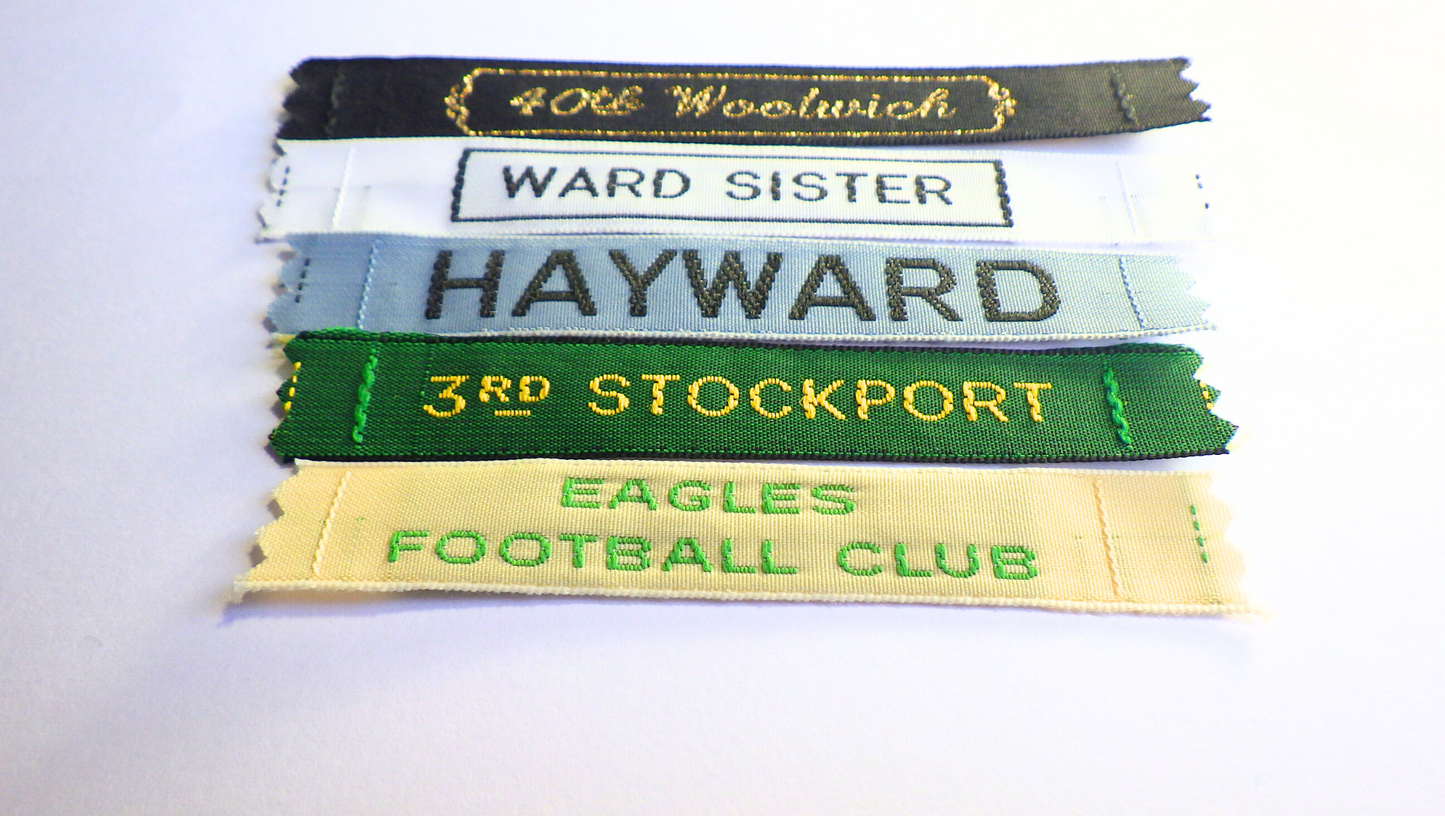 40th Woolwich
WARD SISTER
HAYWARD
3RD STOCKPORT
EAGLES
FOOTBALL CLUB